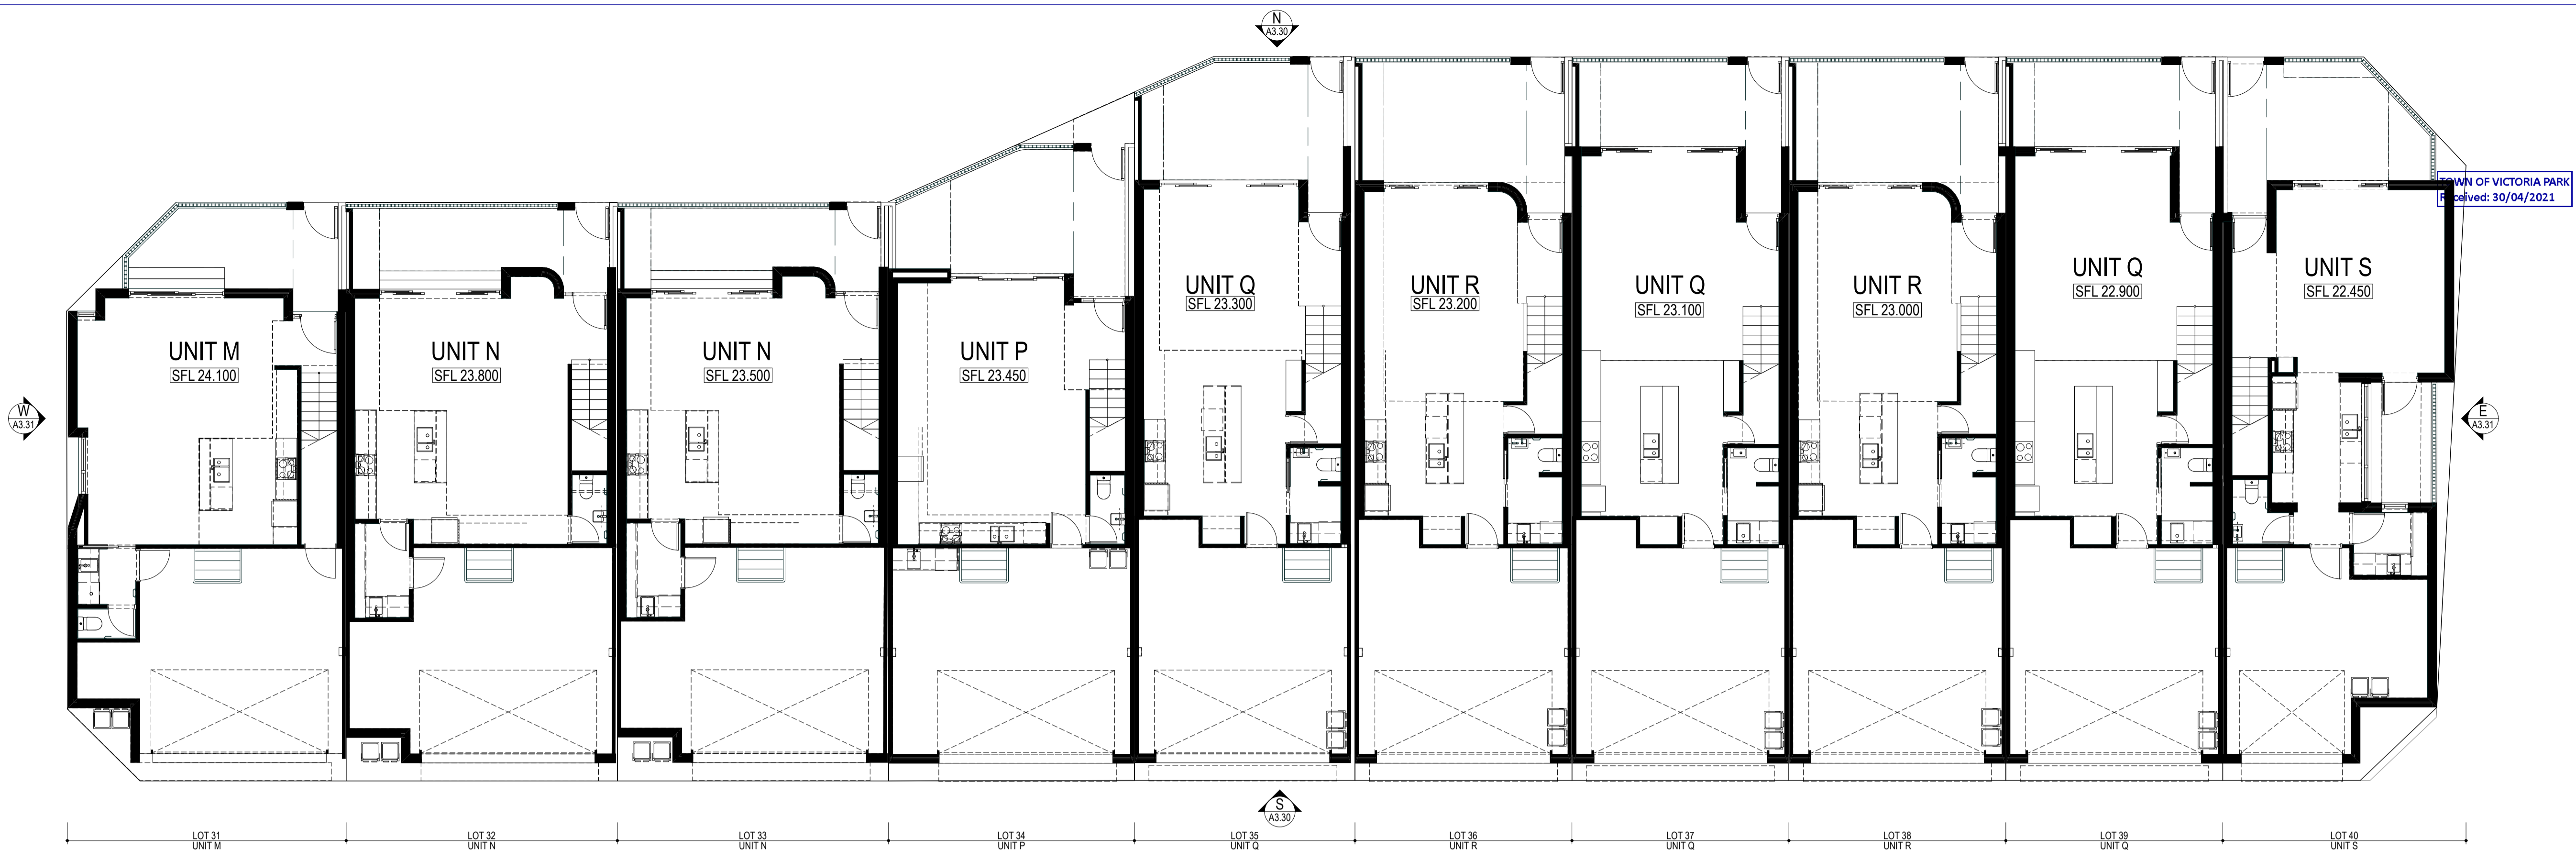 N
A3.30
TOWN OF VICTORIA PARK
Received: 30/04/2021
UNIT M
SFL 24.100
UNIT N
SFL 23.800
UNIT N
SFL 23.500
UNIT P
SFL 23.450
UNIT Q
SFL 23.300
UNIT R
SFL 23.200
UNIT Q
SFL 23.100
UNIT R
SFL 23.000
UNIT Q
SFL 22.900
UNIT S
SFL 22.450
W
A3.31
E
A3.31
S
A3.30
LOT 31
UNIT M
LOT 32
UNIT N
LOT 33
UNIT N
LOT 34
UNIT P
LOT 35
UNIT Q
LOT 36
UNIT R
LOT 37
UNIT Q
LOT 38
UNIT R
LOT 39
UNIT Q
LOT 40
UNIT S